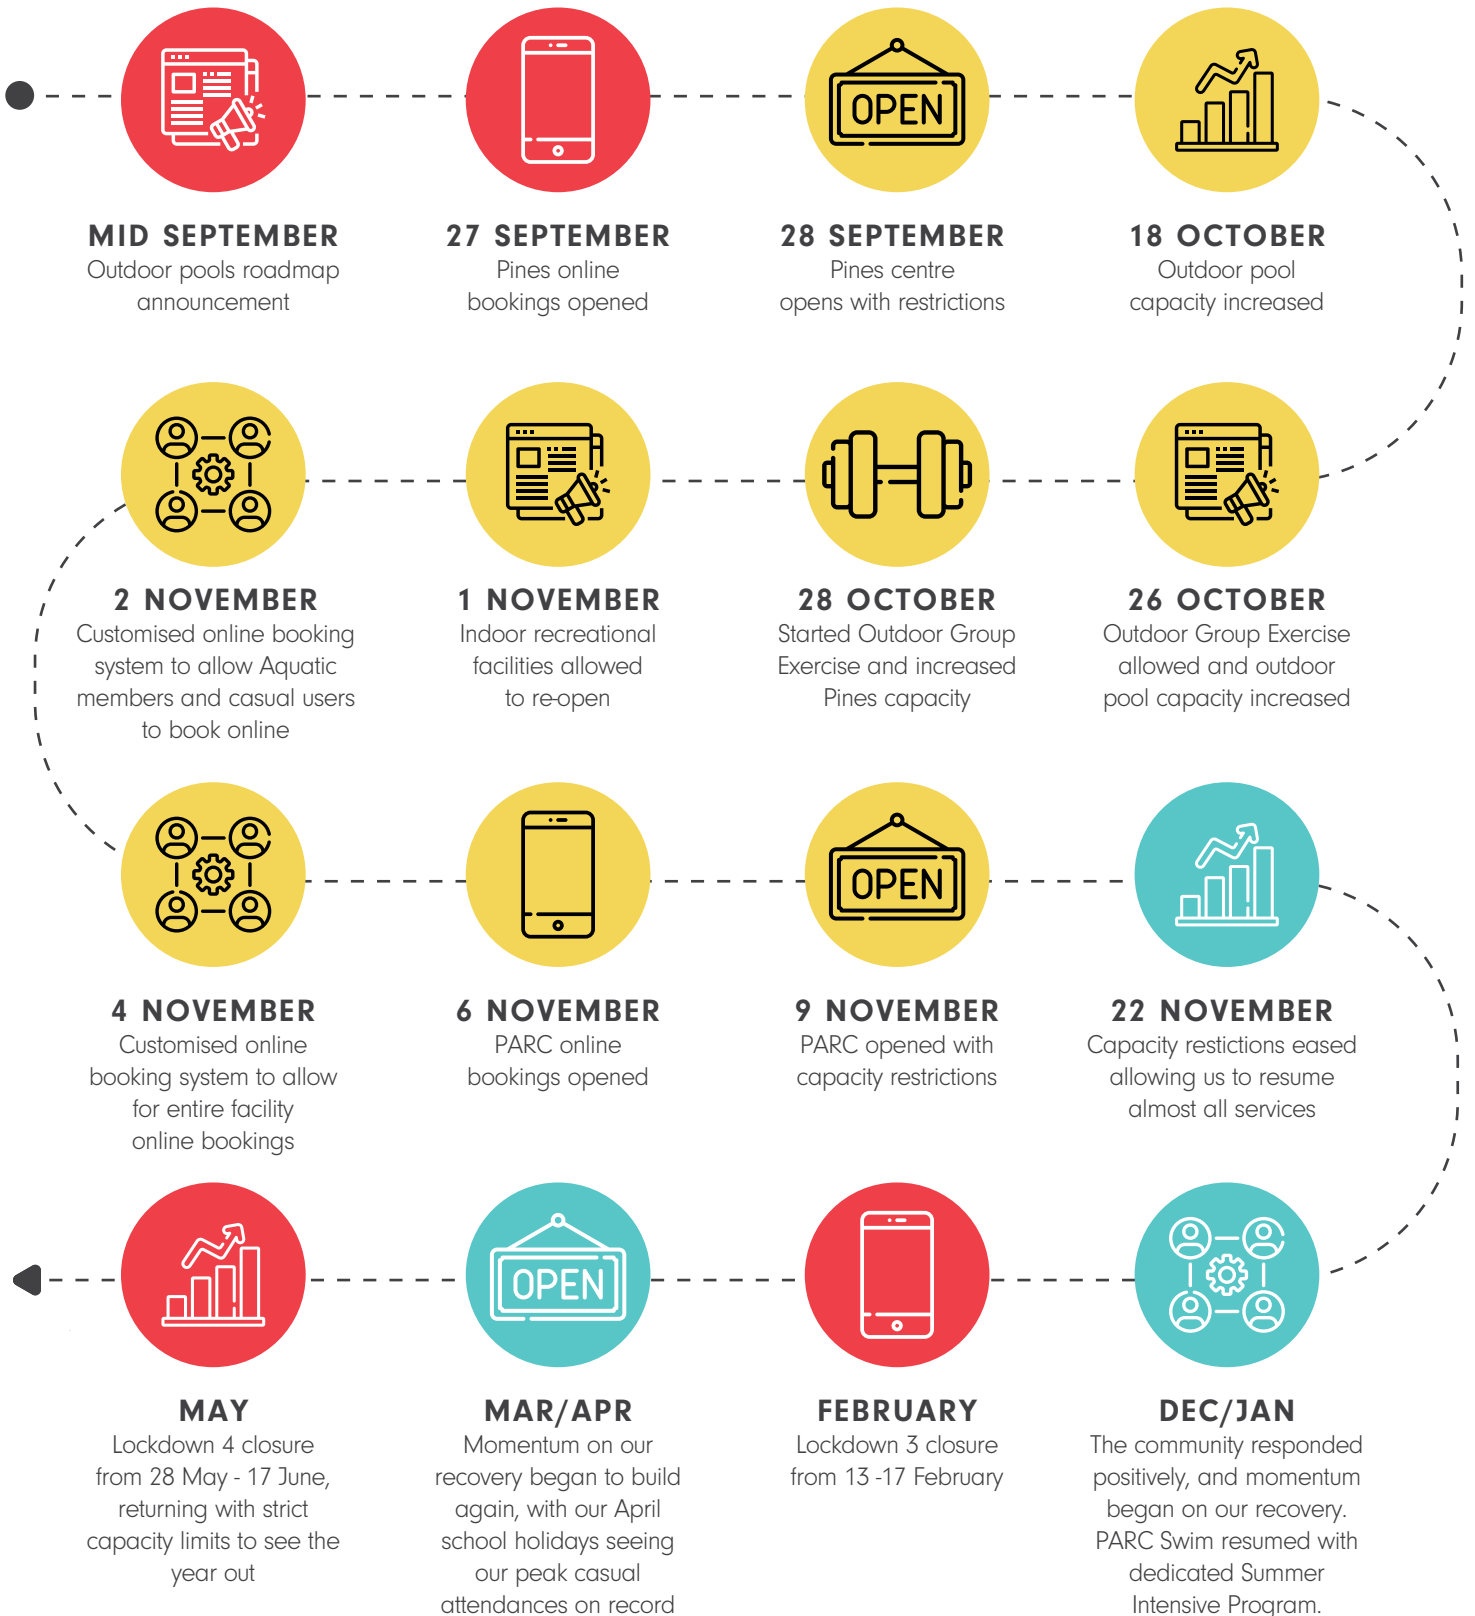 OPEN
MID SEPTEMBER
Outdoor pools roadmap
announcement
27 SEPTEMBER
Pines online
bookings opened
28 SEPTEMBER
Pines centre
opens with restrictions
18 OCTOBER
Outdoor pool
capacity increased
26 OCTOBER
Outdoor Group Exercise
allowed and outdoor
pool capacity increased
28 OCTOBER
Started Outdoor Group
Exercise and increased
Pines capacity
1 NOVEMBER
Indoor recreational
facilities allowed
to re-open
2 NOVEMBER
Customised online booking
system to allow Aquatic
members and casual users
to book online
4 NOVEMBER
Customised online
booking system to allow
for entire facility
online bookings
6 NOVEMBER
PARC online
bookings opened
OPEN
9 NOVEMBER
PARC opened with
capacity restrictions
22 NOVEMBER
Capacity restictions eased
allowing us to resume
almost all services
DEC/JAN
The community responded
positively, and momentum
began on our recovery.
PARC Swim resumed with
dedicated Summer
Intensive Program.
FEBRUARY
Lockdown 3 closure
from 13 -17 February
OPEN
MAR/APR
Momentum on our
recovery began to build
again, with our April
school holidays seeing
our peak casual
attendances on record
MAY
Lockdown 4 closure
from 28 May - 17 June,
returning with strict
capacity limits to see the
year out